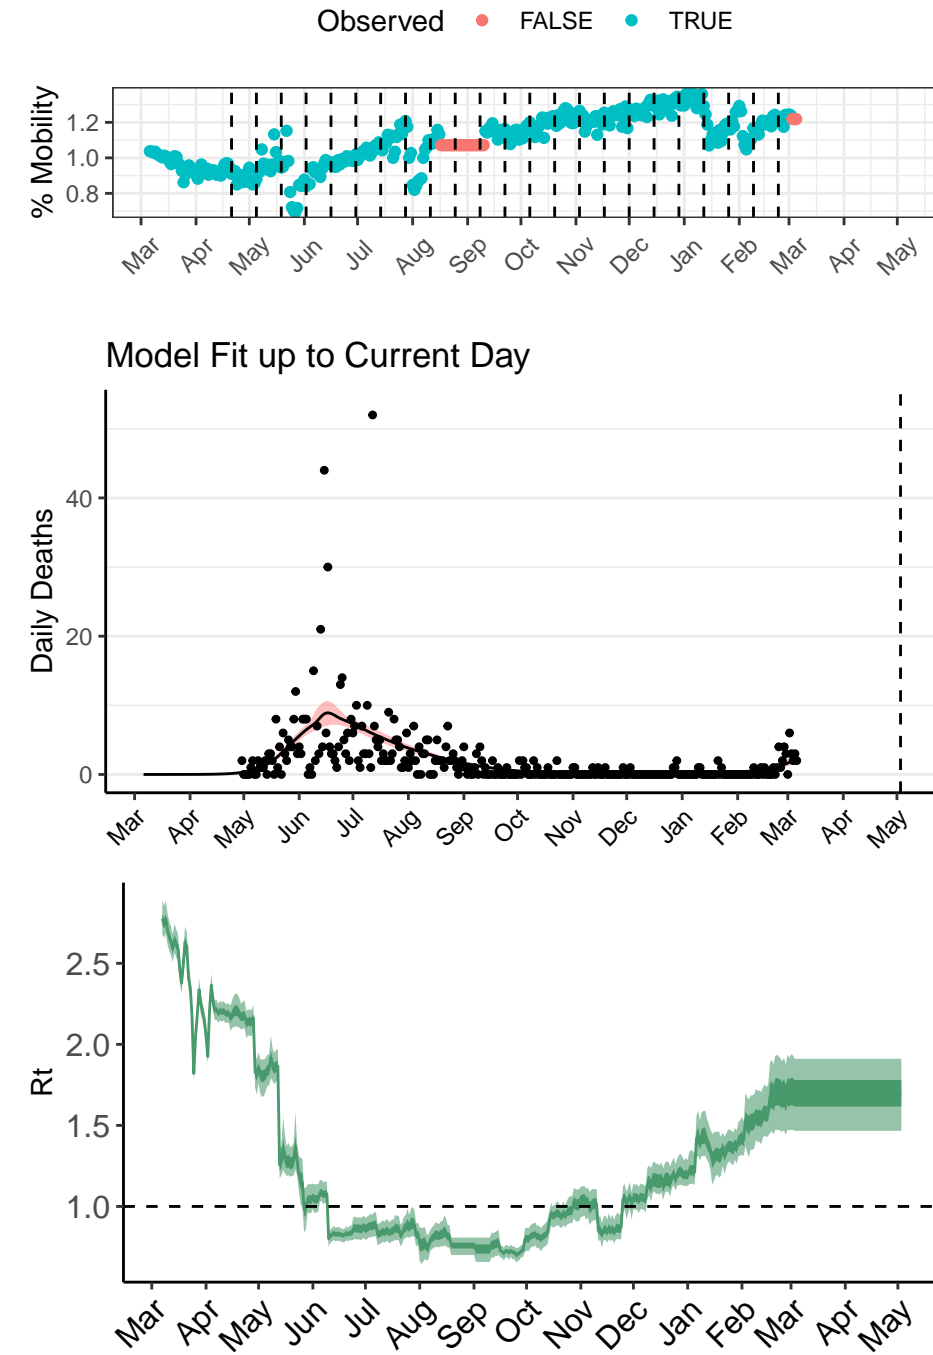 Observed FALSE TRUE
% Mobility
1.2
1.0
0.8
Mar Apr May Jun Jul Aug Sep Oct Nov Dec Jan Feb Mar Apr May
Model Fit up to Current Day
Daily Deaths
40
20
0
Mar Apr May Jun Jul Aug Sep Oct Nov Dec Jan Feb Mar Apr May
Rt
2.5
2.0
1.5
1.0
Mar Apr May Jun Jul Aug Sep Oct Nov Dec Jan Feb Mar Apr May